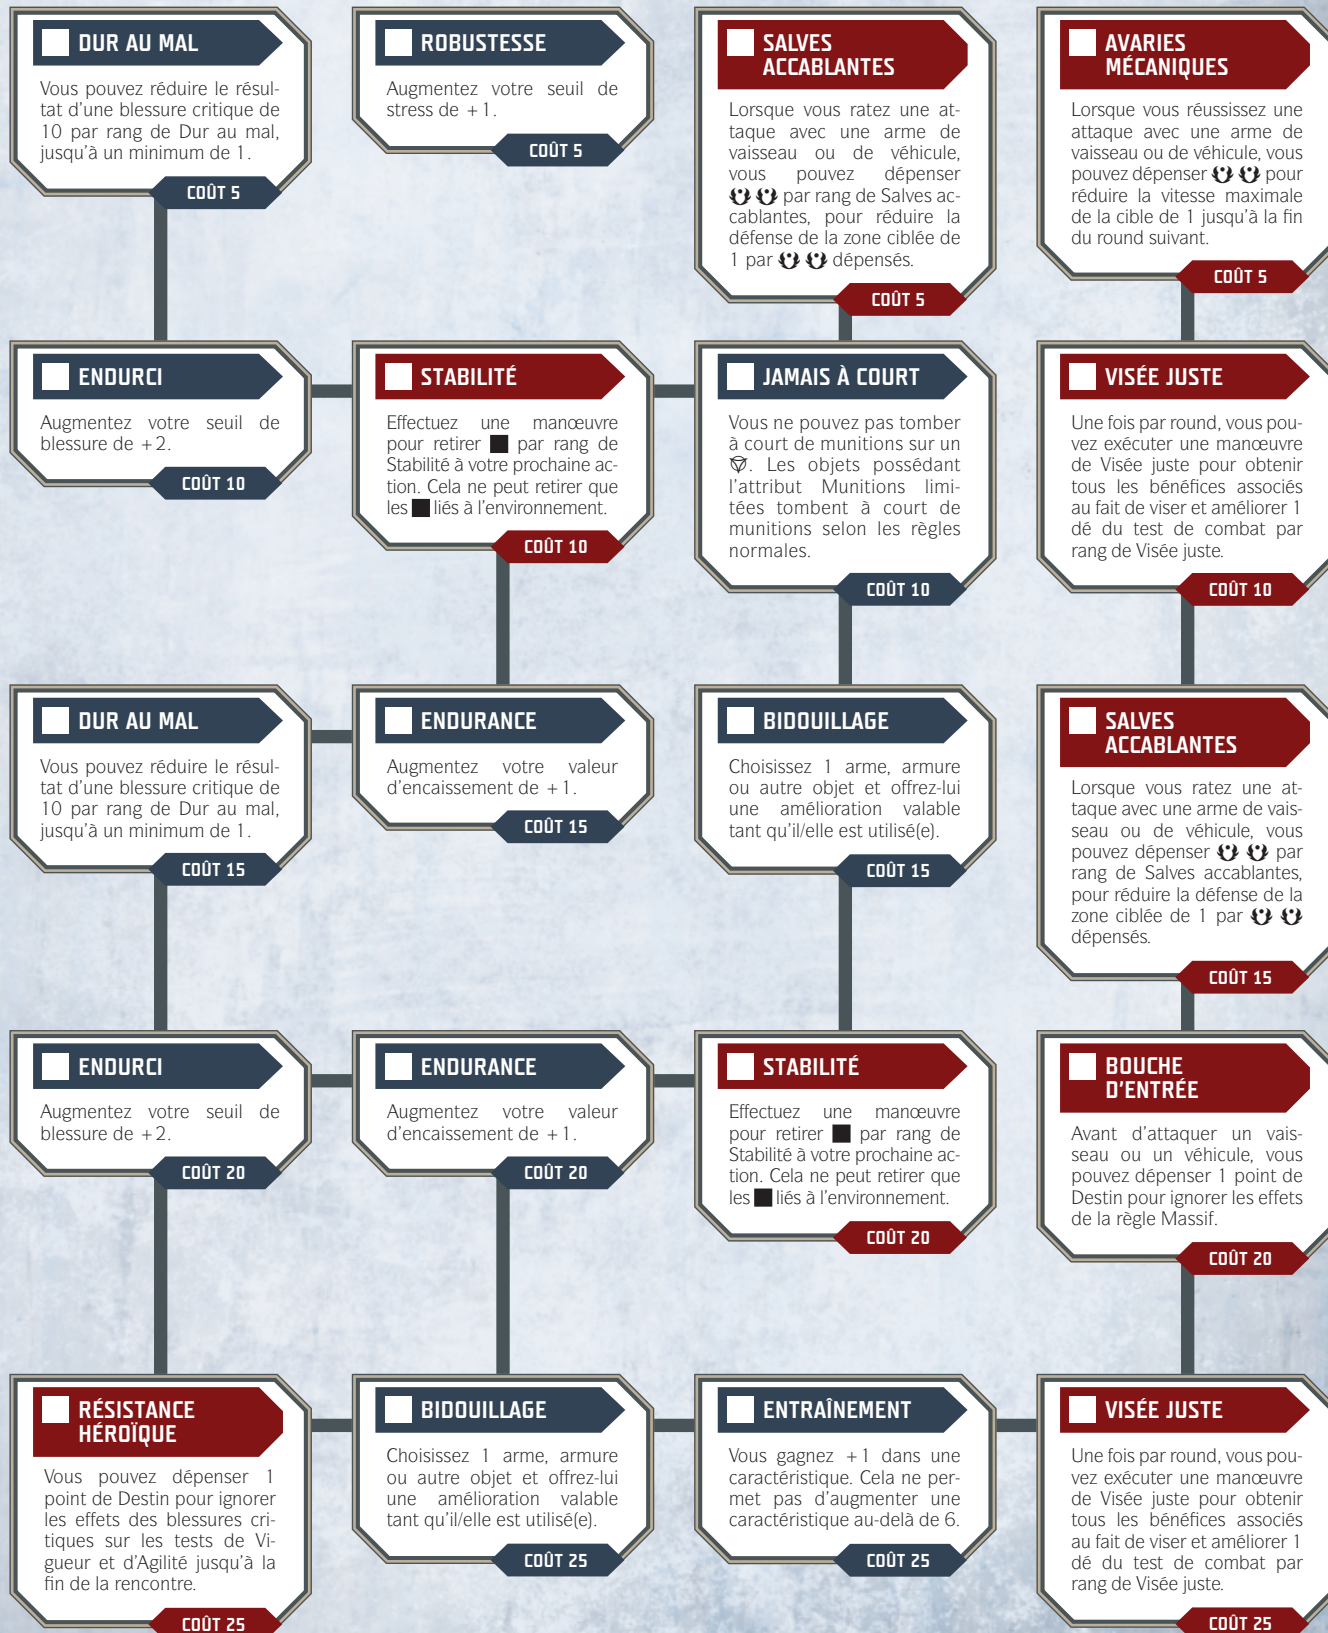 DUR AU MAL
Vous pouvez réduire le résul-
tat d'une blessure critique de
10 par rang de Dur au mal,
jusqu'à un minimum de 1.
COÛT 5
ROBUSTESSE
Augmentez votre seuil de
stress de +1.
COÛT 5
SALVES
ACCABLANTES
Lorsque vous ratez une at-
taque avec une arme de
vaisseau ou de véhicule,
vous pouvez dépenser
par rang de Salves ac-
cablantes, pour réduire la
défense de la zone ciblée de
1 par dépensés.
COÛT 5
AVARIES
MÉCANIQUES
Lorsque vous réussissez une
attaque avec une arme de
vaisseau ou de véhicule, vous
pouvez dépenser pour
réduire la vitesse maximale
de la cible de 1 jusqu'à la fin
du round suivant.
COÛT 5
ENDURCI
Augmentez votre seuil de
blessure de +2.
COÛT 10
STABILITÉ
Effectuez une manœuvre
pour retirer par rang de
Stabilité à votre prochaine ac-
tion. Cela ne peut retirer que
les liés à l'environnement.
COÛT 10
JAMAIS À COURT
Vous ne pouvez pas tomber
à court de munitions sur un
. Les objets possédant
l'attribut Munitions limi-
tées tombent à court de
munitions selon les règles
normales.
COÛT 10
VISÉE JUSTE
Une fois par round, vous pou-
vez exécuter une manœuvre
de Visée juste pour obtenir
tous les bénéfices associés
au fait de viser et améliorer 1
dé du test de combat par
rang de Visée juste.
COÛT 10
DUR AU MAL
Vous pouvez réduire le résul-
tat d'une blessure critique de
10 par rang de Dur au mal,
jusqu'à un minimum de 1.
COÛT 15
ENDURANCE
Augmentez votre valeur
d'encaissement de +1.
COÛT 15
BIDOUILLAGE
Choisissez 1 arme, armure
ou autre objet et offrez-lui
une amélioration valable
tant qu'il/elle est utilisé(e).
COÛT 15
SALVES
ACCABLANTES
Lorsque vous ratez une at-
taque avec une arme de vais-
seau ou de véhicule, vous
pouvez dépenser par
rang de Salves accablantes,
pour réduire la défense de la
zone ciblée de 1 par
dépensés.
COÛT 15
ENDURCI
Augmentez votre seuil de
blessure de +2.
COÛT 20
ENDURANCE
Augmentez votre valeur
d'encaissement de +1.
COÛT 20
STABILITÉ
Effectuez une manœuvre
pour retirer par rang de
Stabilité à votre prochaine ac-
tion. Cela ne peut retirer que
les liés à l'environnement.
COÛT 20
BOUCHE
D'ENTRÉE
Avant d'attaquer un vais-
seau ou un véhicule, vous
pouvez dépenser 1 point de
Destin pour ignorer les effets
de la règle Massif.
COÛT 20
RÉSISTANCE
HÉROÏQUE
Vous pouvez dépenser 1
point de Destin pour ignorer
les effets des blessures cri-
tiques sur les tests de Vi-
gueur et d'Agilité jusqu'à la
fin de la rencontre.
COÛT 25
BIDOUILLAGE
Choisissez 1 arme, armure
ou autre objet et offrez-lui
une amélioration valable
tant qu'il/elle est utilisé(e).
COÛT 25
ENTRAÎNEMENT
Vous gagnez +1 dans une
caractéristique. Cela ne per-
met pas d'augmenter une
caractéristique au-delà de 6.
COÛT 25
VISÉE JUSTE
Une fois par round, vous pou-
vez exécuter une manœuvre
de Visée juste pour obtenir
tous les bénéfices associés
au fait de viser et améliorer 1
dé du test de combat par
rang de Visée juste.
COÛT 25